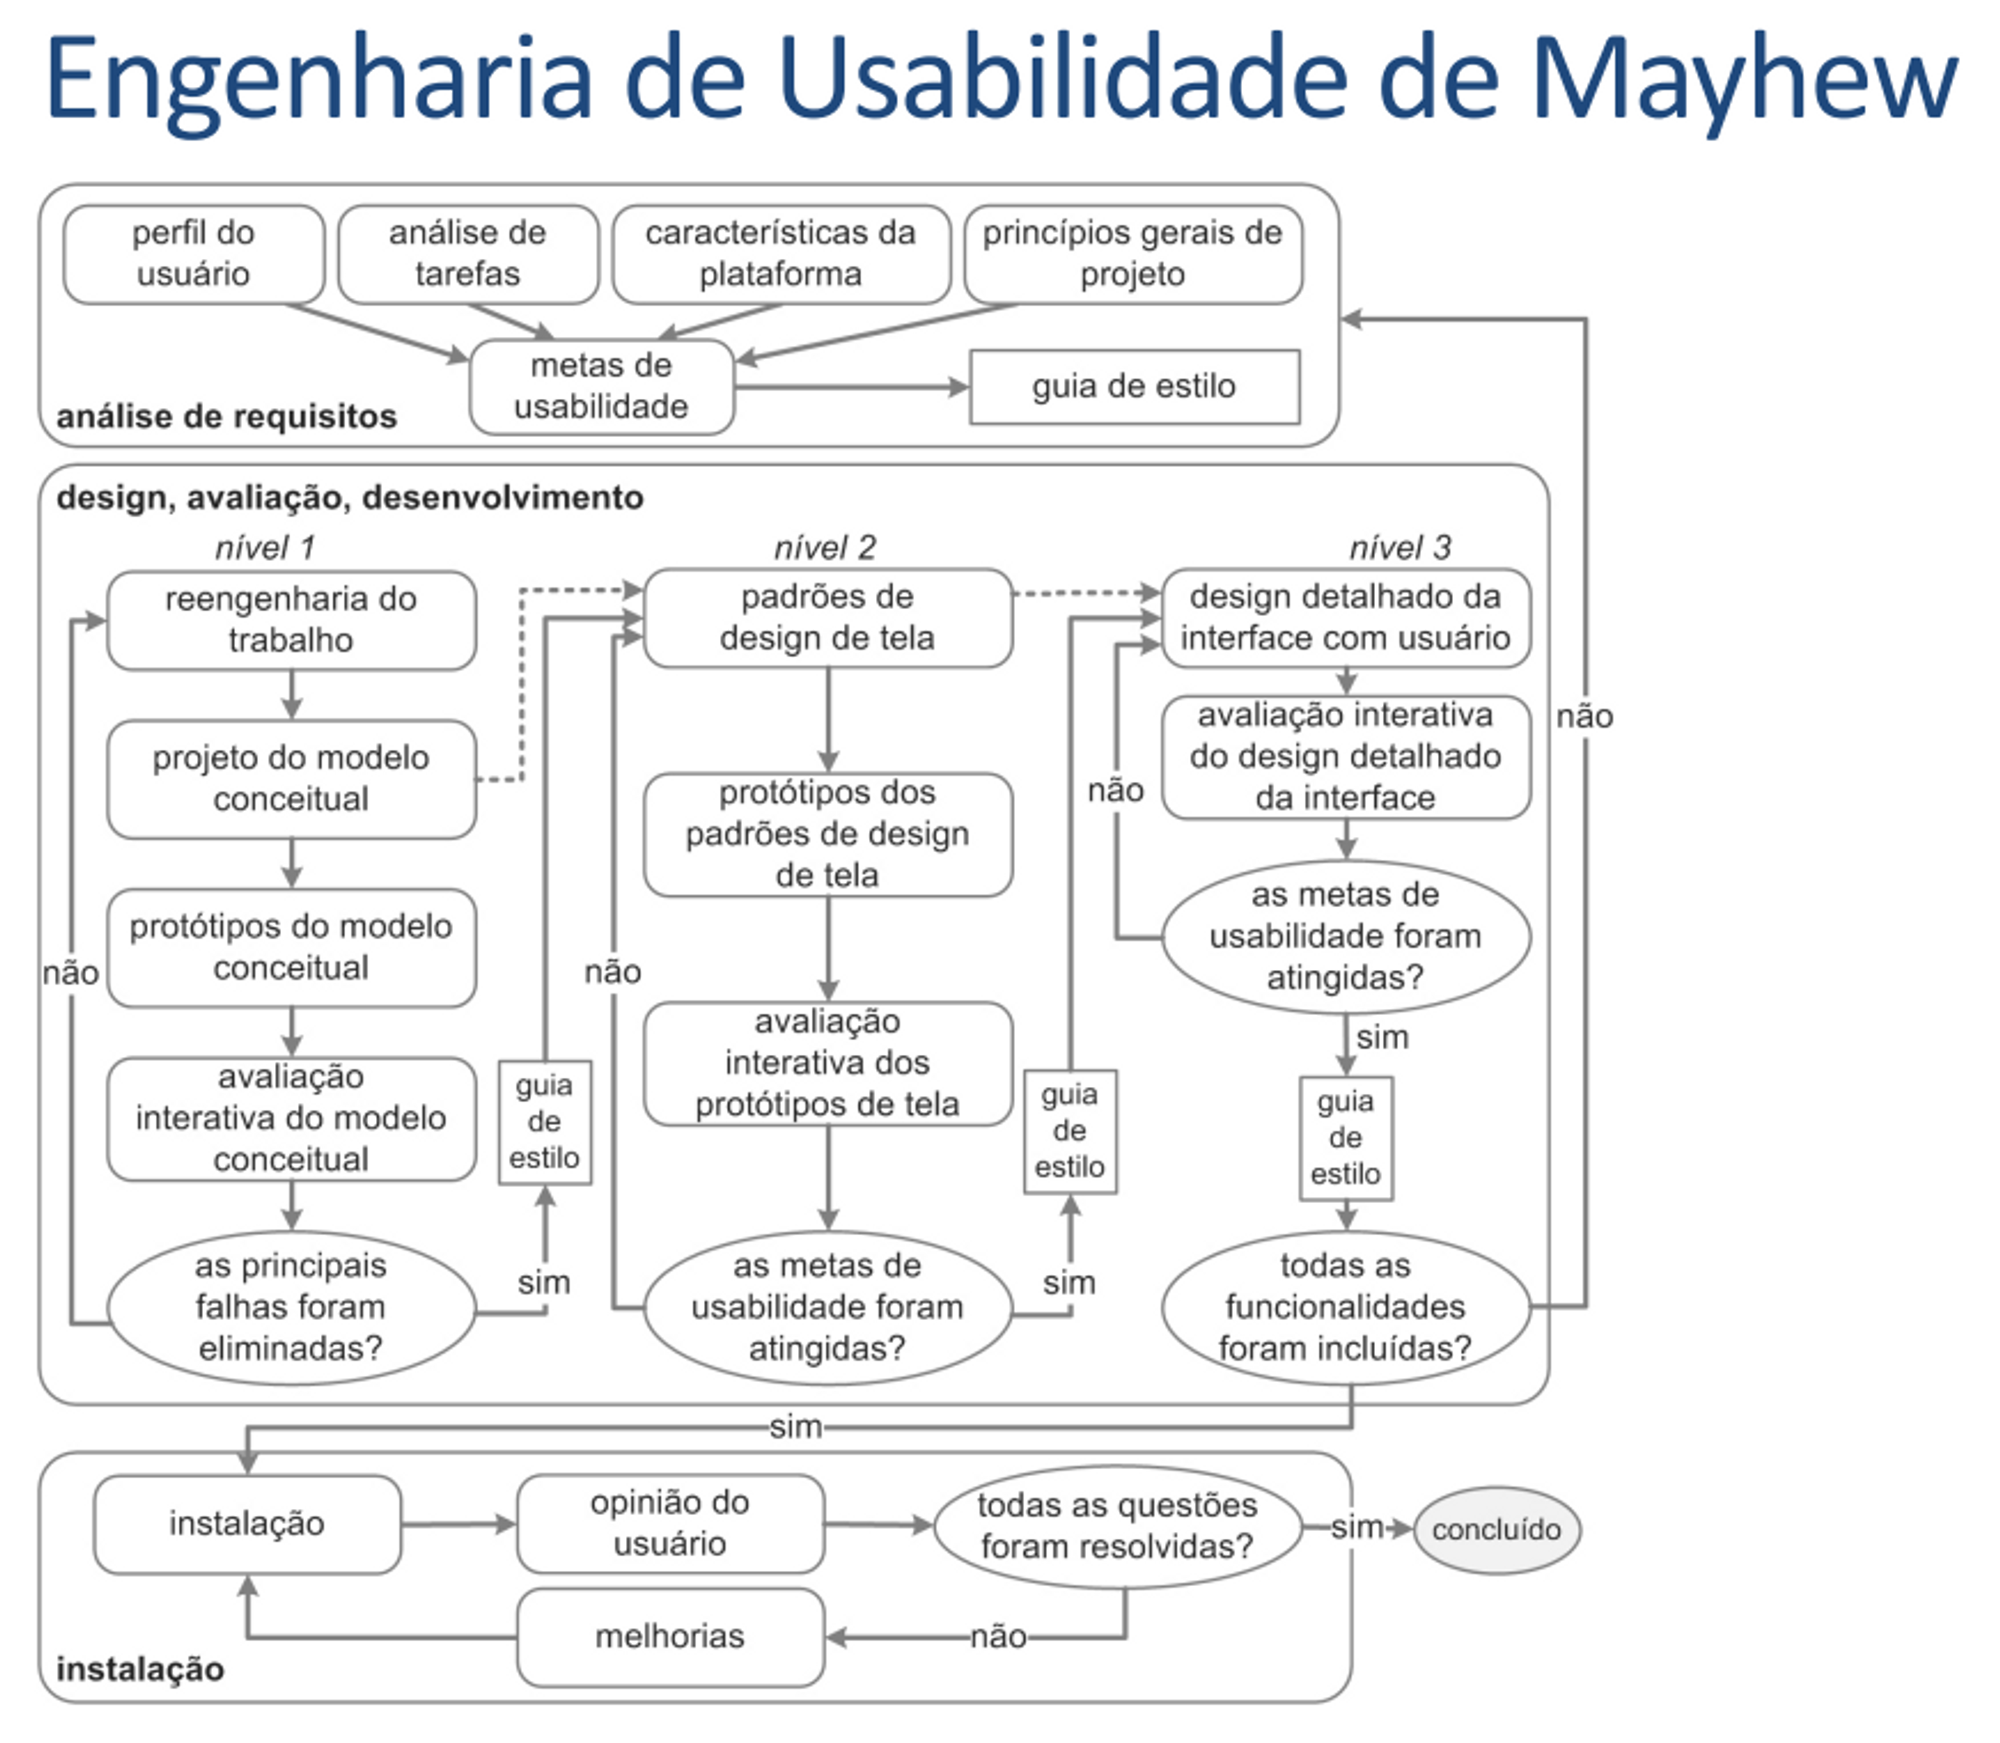 Engenharia de Usabilidade de Mayhew
perfil do
usuário
análise de
tarefas
características da
plataforma
princípios gerais de
projeto
metas de
usabilidade
guia de estilo
análise de requisitos
design, avaliação, desenvolvimento
nível 1
reengenharia do
trabalho
projeto do modelo
conceitual
protótipos do modelo
conceitual
não
avaliação
interativa do modelo
conceitual
as principais
falhas foram
eliminadas?
sim
guia
de
estilo
nível 2
padrões de
design de tela
protótipos dos
padrões de design
de tela
não
avaliação
interativa dos
protótipos de tela
as metas de
usabilidade foram
atingidas?
sim
guia
de
estilo
nível 3
design detalhado da
interface com usuário
avaliação interativa
do design detalhado
da interface
não
as metas de
usabilidade foram
atingidas?
sim
guia
de
estilo
todas as
funcionalidades
foram incluídas?
não
sim
instalação
opinião do
usuário
todas as questões
foram resolvidas?
sim
concluído
não
melhorias
instalação